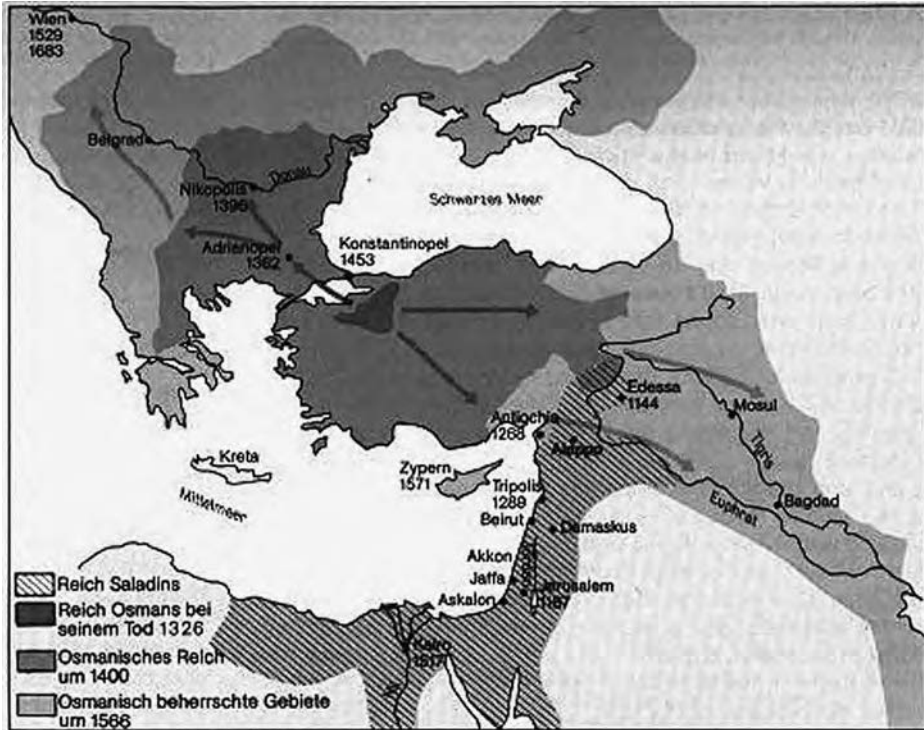 Wien
1529
1683
Belgrad
Donau
Nikopolis
1396
Schwarzes Meer
Adrianopel
1362
Konstantinopel
1453
Edessa
1144
Mosul
Antiochia
1268
Aleppo
Tigris
Kreta
Zypern
1571
Mittelmeer
Tripolis
1289
Beirut
Damaskus
Euphrat
Bagdad
Akkon
Jaffa
Jerusalem
1187
Askalon
Kairo
1517
Nil
Reich Saladins
Reich Osmans bei
seinem Tod 1326
Osmanisches Reich
um 1400
Osmanisch beherrschte Gebiete
um 1566